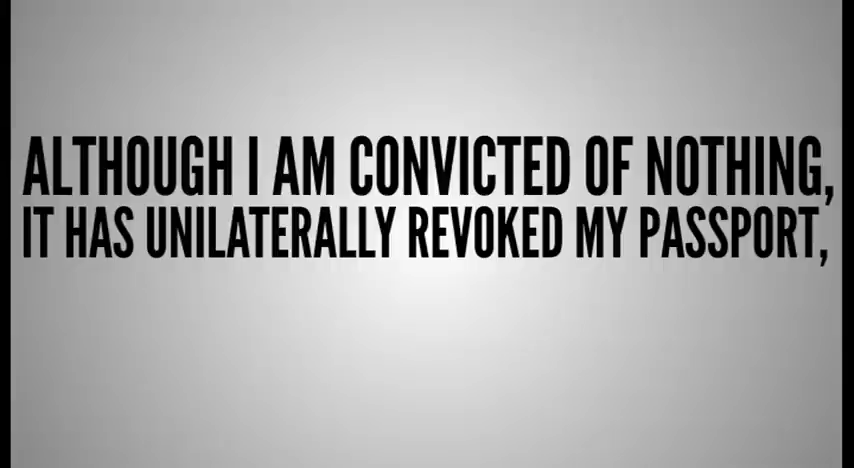 ALTHOUGH I AM CONVICTED OF NOTHING,
IT HAS UNILATERALLY REVOKED MY PASSPORT,